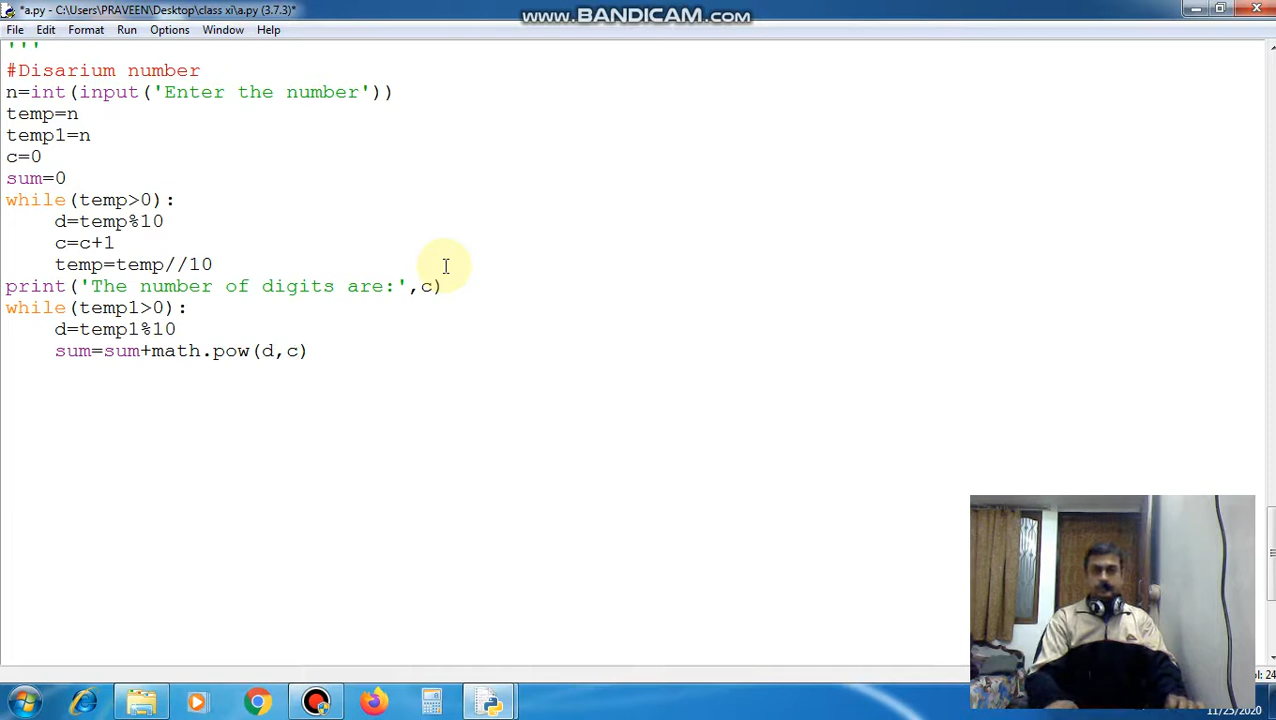 *a.py - C:\Users\PRAVEEN\Desktop\class xi\a.py (3.7.3)*
www.BANDICAM.com
File Edit Format Run Options Window Help
'''
#Disarium number
n=int(input('Enter the number'))
temp=n
temp1=n
c=0
sum=0
while(temp>0):
    d=temp%10
    c=c+1
    temp=temp//10
print('The number of digits are:',c)
while(temp1>0):
    d=temp1%10
    sum=sum+math.pow(d,c)
ol: 24
11/25/2020